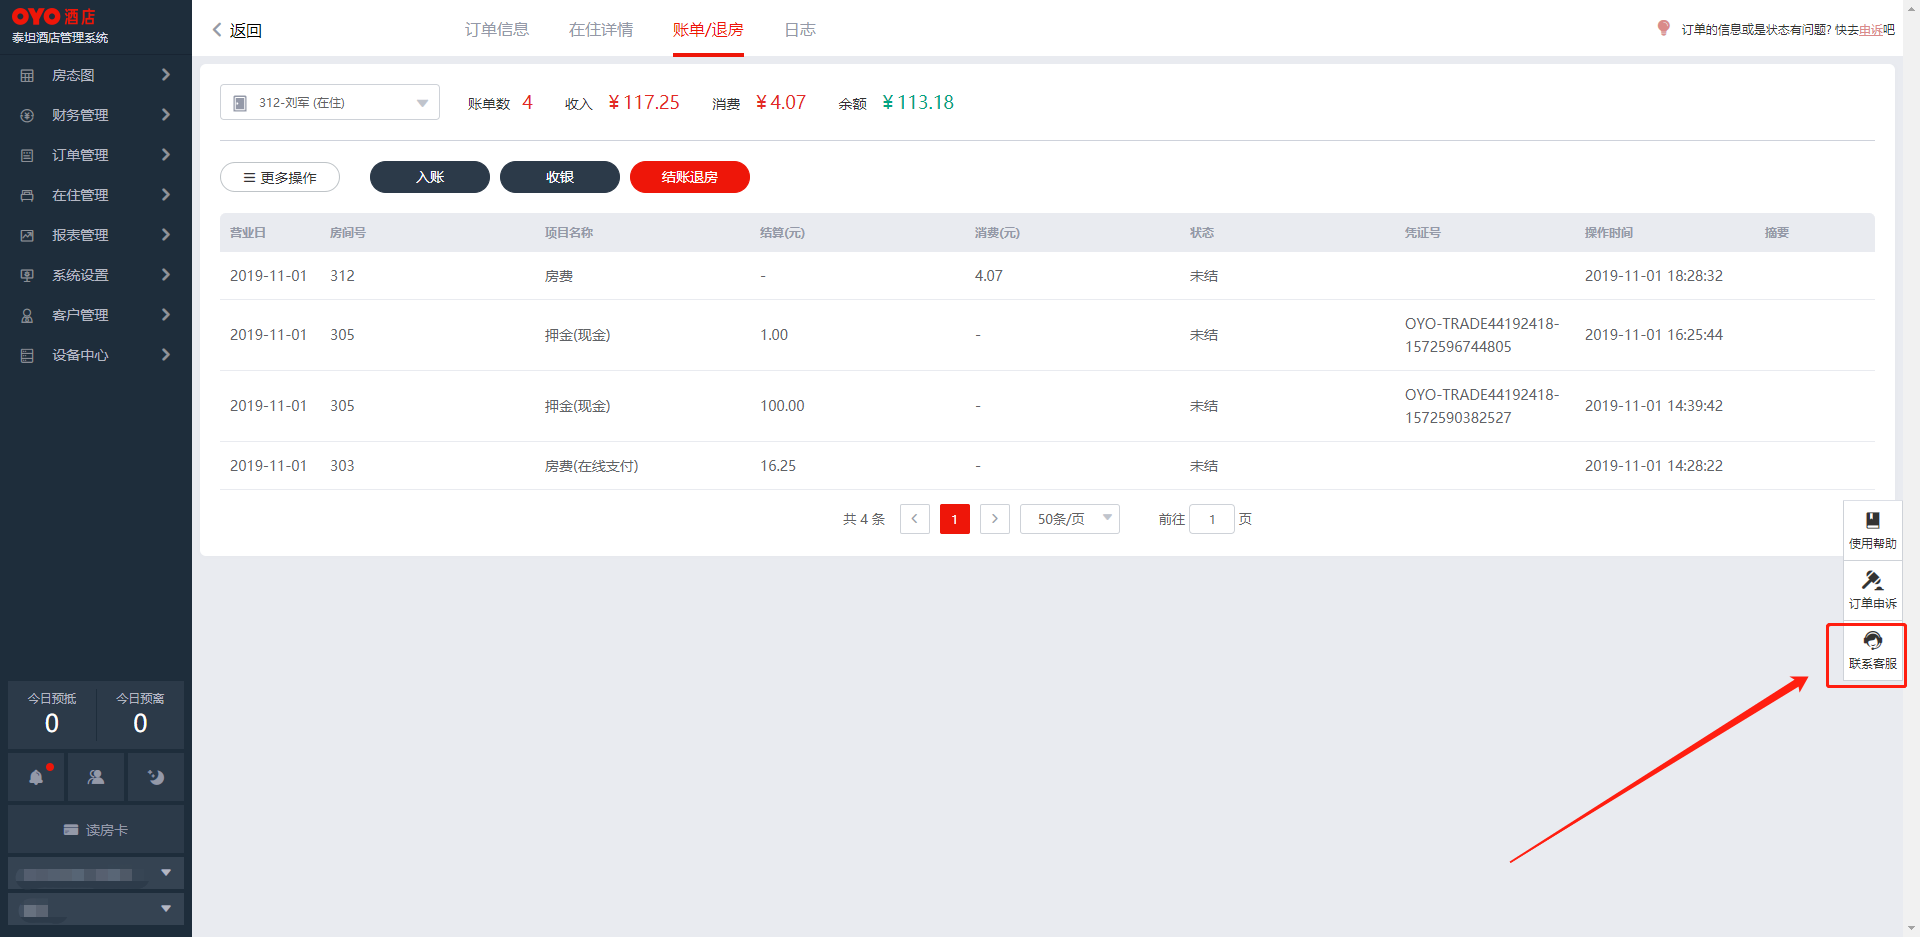 OYO 酒店
泰坦酒店管理系统
房态图
财务管理
订单管理
在住管理
报表管理
系统设置
客户管理
设备中心
今日预抵 今日预离
0 0
读房卡
返回 订单信息 在住详情 账单/退房 日志
订单的信息或是状态有问题? 快去申诉吧
312-刘军 (在住) 账单数 4 收入 ¥117.25 消费 ¥4.07 余额 ¥113.18
更多操作 入账 收银 结账退房
营业日 房间号 项目名称 结算(元) 消费(元) 状态 凭证号 操作时间 摘要
2019-11-01 312 房费 - 4.07 未结 2019-11-01 18:28:32
2019-11-01 305 押金(现金) 1.00 - 未结 OYO-TRADE44192418-1572596744805 2019-11-01 16:25:44
2019-11-01 305 押金(现金) 100.00 - 未结 OYO-TRADE44192418-1572590382527 2019-11-01 14:39:42
2019-11-01 303 房费(在线支付) 16.25 - 未结 2019-11-01 14:28:22
共 4 条 1 50条/页 前往 1 页
使用帮助
订单申诉
联系客服